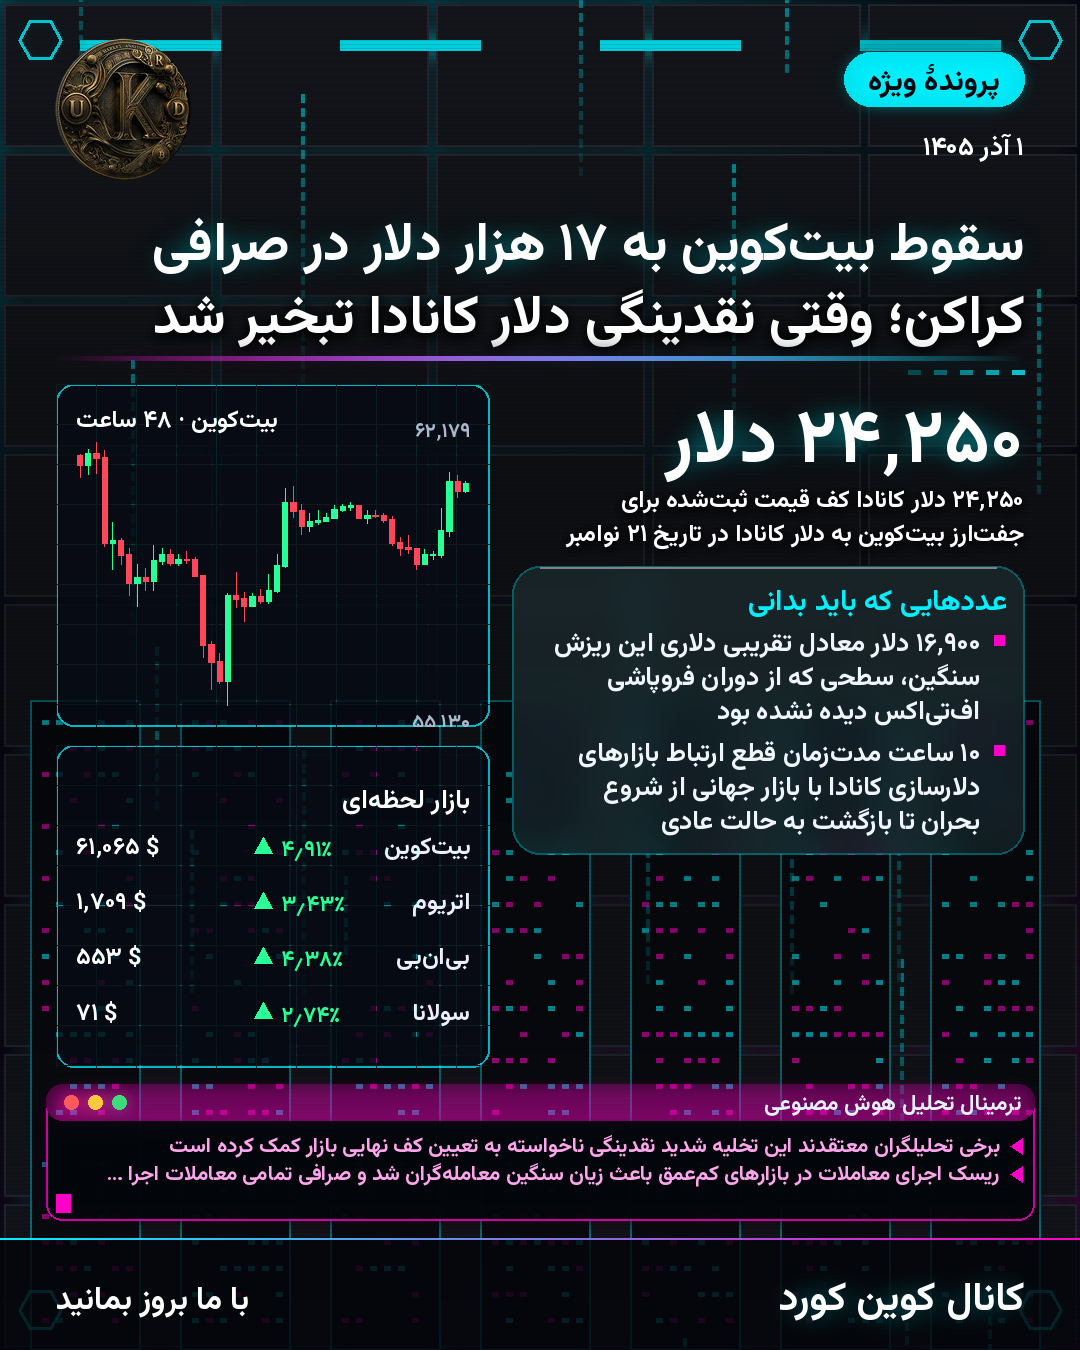 پروندهٔ ویژه
۱ آذر ۱۴۰۵
سقوط بیت‌کوین به ۱۷ هزار دلار در صرافی
کراکن؛ وقتی نقدینگی دلار کانادا تبخیر شد
۲۴,۲۵۰ دلار
۲۴,۲۵۰ دلار کانادا کف قیمت ثبت‌شده برای
جفت‌ارز بیت‌کوین به دلار کانادا در تاریخ ۲۱ نوامبر
عددهایی که باید بدانی
۱۶,۹۰۰ دلار معادل تقریبی دلاری این ریزش
سنگین، سطحی که از دوران فروپاشی
اف‌تی‌اکس دیده نشده بود
۱۰ ساعت مدت‌زمان قطع ارتباط بازارهای
دلارسازی کانادا با بازار جهانی از شروع
بحران تا بازگشت به حالت عادی
بیت‌کوین · ۴۸ ساعت
۶۲,۱۷۹
۵۵,۱۳۰
بازار لحظه‌ای
بیت‌کوین ▲ ۴٫۹۱٪ ۶۱,۰۶۵ $
اتریوم ▲ ۳٫۴۳٪ ۱,۷۰۹ $
بی‌ان‌بی ▲ ۴٫۳۸٪ ۵۵۳ $
سولانا ▲ ۲٫۷۴٪ ۷۱ $
ترمینال تحلیل هوش مصنوعی
برخی تحلیلگران معتقدند این تخلیه شدید نقدینگی ناخواسته به تعیین کف نهایی بازار کمک کرده است
ریسک اجرای معاملات در بازارهای کم‌عمق باعث زیان سنگین معامله‌گران شد و صرافی تمامی معاملات اجرا ...
کانال کوین کورد
با ما بروز بمانید
K
U
R
D